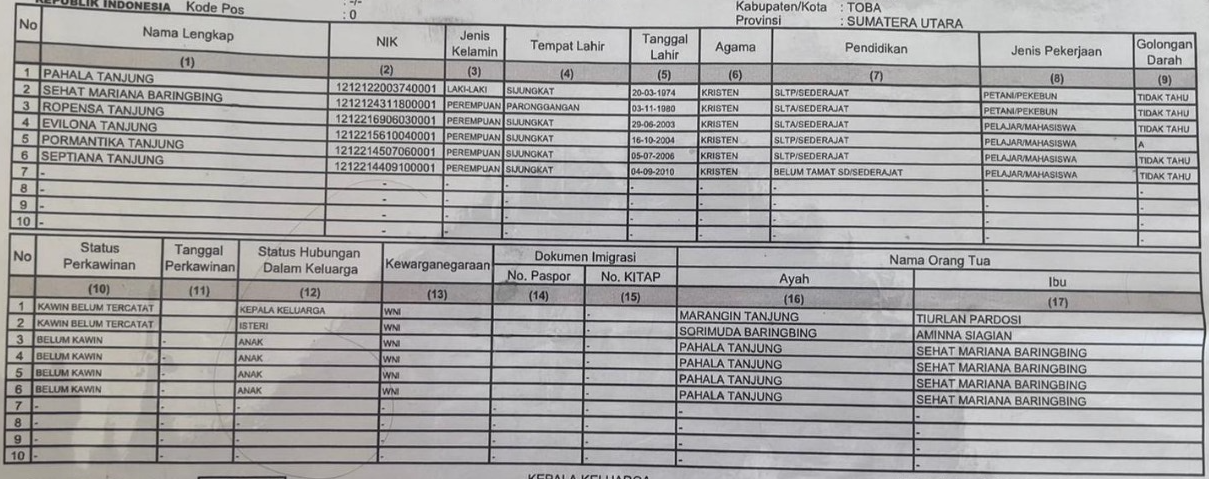 REPUBLIK INDONESIA Kode Pos : 0 Kabupaten/Kota : TOBA
Provinsi : SUMATERA UTARA
No Nama Lengkap NIK Jenis Kelamin Tempat Lahir Tanggal Lahir Agama Pendidikan Jenis Pekerjaan Golongan Darah
(1) (2) (3) (4) (5) (6) (7) (8) (9)
1 PAHALA TANJUNG 1212122003740001 LAKI-LAKI SIJUNGKAT 20-03-1974 KRISTEN SLTP/SEDERAJAT PETANI/PEKEBUN TIDAK TAHU
2 SEHAT MARIANA BARINGBING 1212124311800001 PEREMPUAN PARONGGANGAN 03-11-1980 KRISTEN SLTA/SEDERAJAT PETANI/PEKEBUN TIDAK TAHU
3 ROPENSA TANJUNG 1212216906030001 PEREMPUAN SIJUNGKAT 29-06-2003 KRISTEN SLTA/SEDERAJAT PELAJAR/MAHASISWA TIDAK TAHU
4 EVILONA TANJUNG 1212215610040001 PEREMPUAN SIJUNGKAT 16-10-2004 KRISTEN SLTP/SEDERAJAT PELAJAR/MAHASISWA A
5 PORMANTIKA TANJUNG 1212214507060001 PEREMPUAN SIJUNGKAT 05-07-2006 KRISTEN SLTP/SEDERAJAT PELAJAR/MAHASISWA TIDAK TAHU
6 SEPTIANA TANJUNG 1212214409100001 PEREMPUAN SIJUNGKAT 04-09-2010 KRISTEN BELUM TAMAT SD/SEDERAJAT PELAJAR/MAHASISWA TIDAK TAHU
7 - - - - - - - - -
8 - - - - - - - - -
9 - - - - - - - - -
10 - - - - - - - - -
No Status Perkawinan Tanggal Perkawinan Status Hubungan Dalam Keluarga Kewarganegaraan Dokumen Imigrasi Nama Orang Tua
No. Paspor No. KITAP Ayah Ibu
(10) (11) (12) (13) (14) (15) (16) (17)
1 KAWIN BELUM TERCATAT KEPALA KELUARGA WNI - MARANGIN TANJUNG TIURLAN PARDOSI
2 KAWIN BELUM TERCATAT ISTERI WNI - SORIMUDA BARINGBING AMINNA SIAGIAN
3 BELUM KAWIN - ANAK WNI - PAHALA TANJUNG SEHAT MARIANA BARINGBING
4 BELUM KAWIN - ANAK WNI - PAHALA TANJUNG SEHAT MARIANA BARINGBING
5 BELUM KAWIN - ANAK WNI - PAHALA TANJUNG SEHAT MARIANA BARINGBING
6 BELUM KAWIN - ANAK WNI - PAHALA TANJUNG SEHAT MARIANA BARINGBING
7 - - - - - - - -
8 - - - - - - - -
9 - - - - - - - -
10 - - - - - - - -
KEPALA KELUARGA